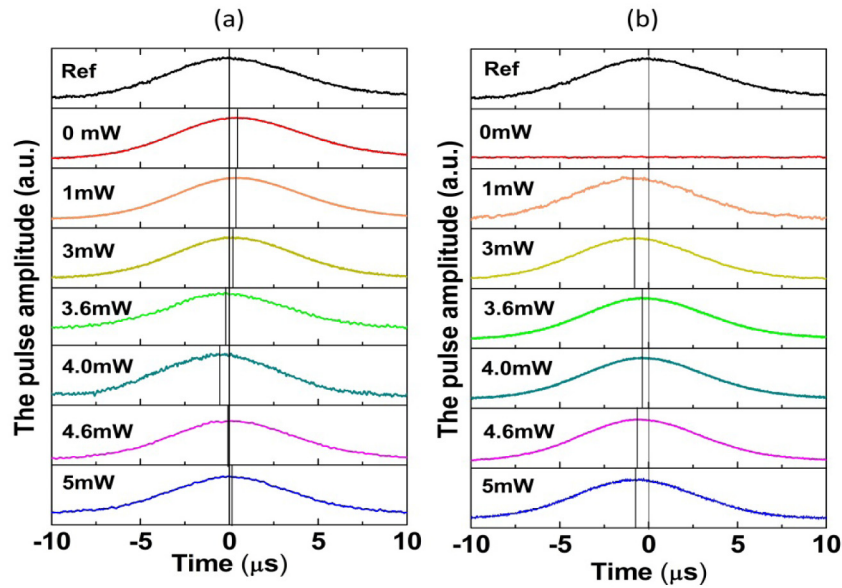 (a)
The pulse amplitude (a.u.)
Ref
0 mW
1mW
3mW
3.6mW
4.0mW
4.6mW
5mW
-10 -5 0 5 10
Time (μs)
(b)
The pulse amplitude (a.u.)
Ref
0mW
1mW
3mW
3.6mW
4.0mW
4.6mW
5mW
-10 -5 0 5 10
Time (μs)